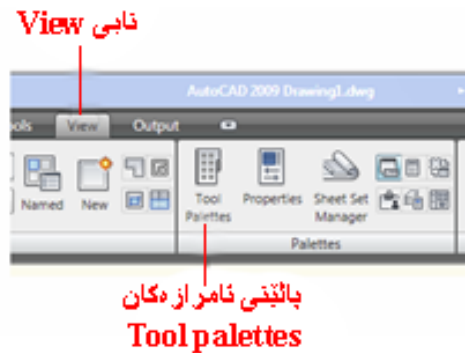 تابی View
AutoCAD 2009 Drawing1.dwg
ools View Output
Named New Tool Palettes Properties Sheet Set Manager
Palettes
پالێتی ئامرازەکان
Tool palettes